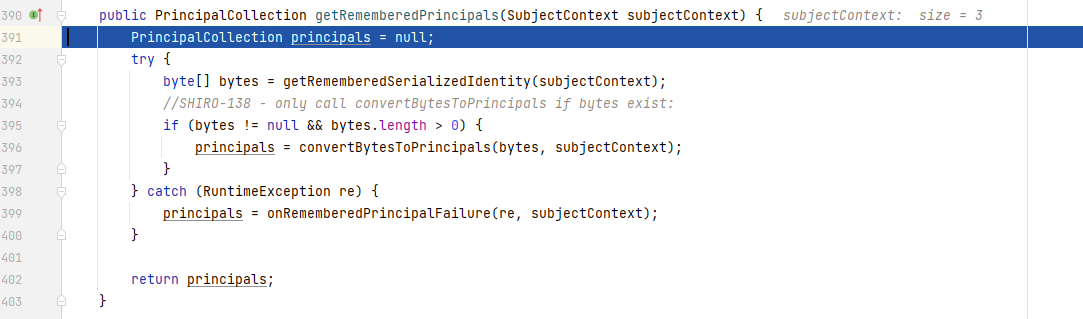 390 public PrincipalCollection getRememberedPrincipals(SubjectContext subjectContext) { subjectContext: size = 3
391 PrincipalCollection principals = null;
392 try {
393 byte[] bytes = getRememberedSerializedIdentity(subjectContext);
394 //SHIRO-138 - only call convertBytesToPrincipals if bytes exist:
395 if (bytes != null && bytes.length > 0) {
396 principals = convertBytesToPrincipals(bytes, subjectContext);
397 }
398 } catch (RuntimeException re) {
399 principals = onRememberedPrincipalFailure(re, subjectContext);
400 }
401
402 return principals;
403 }